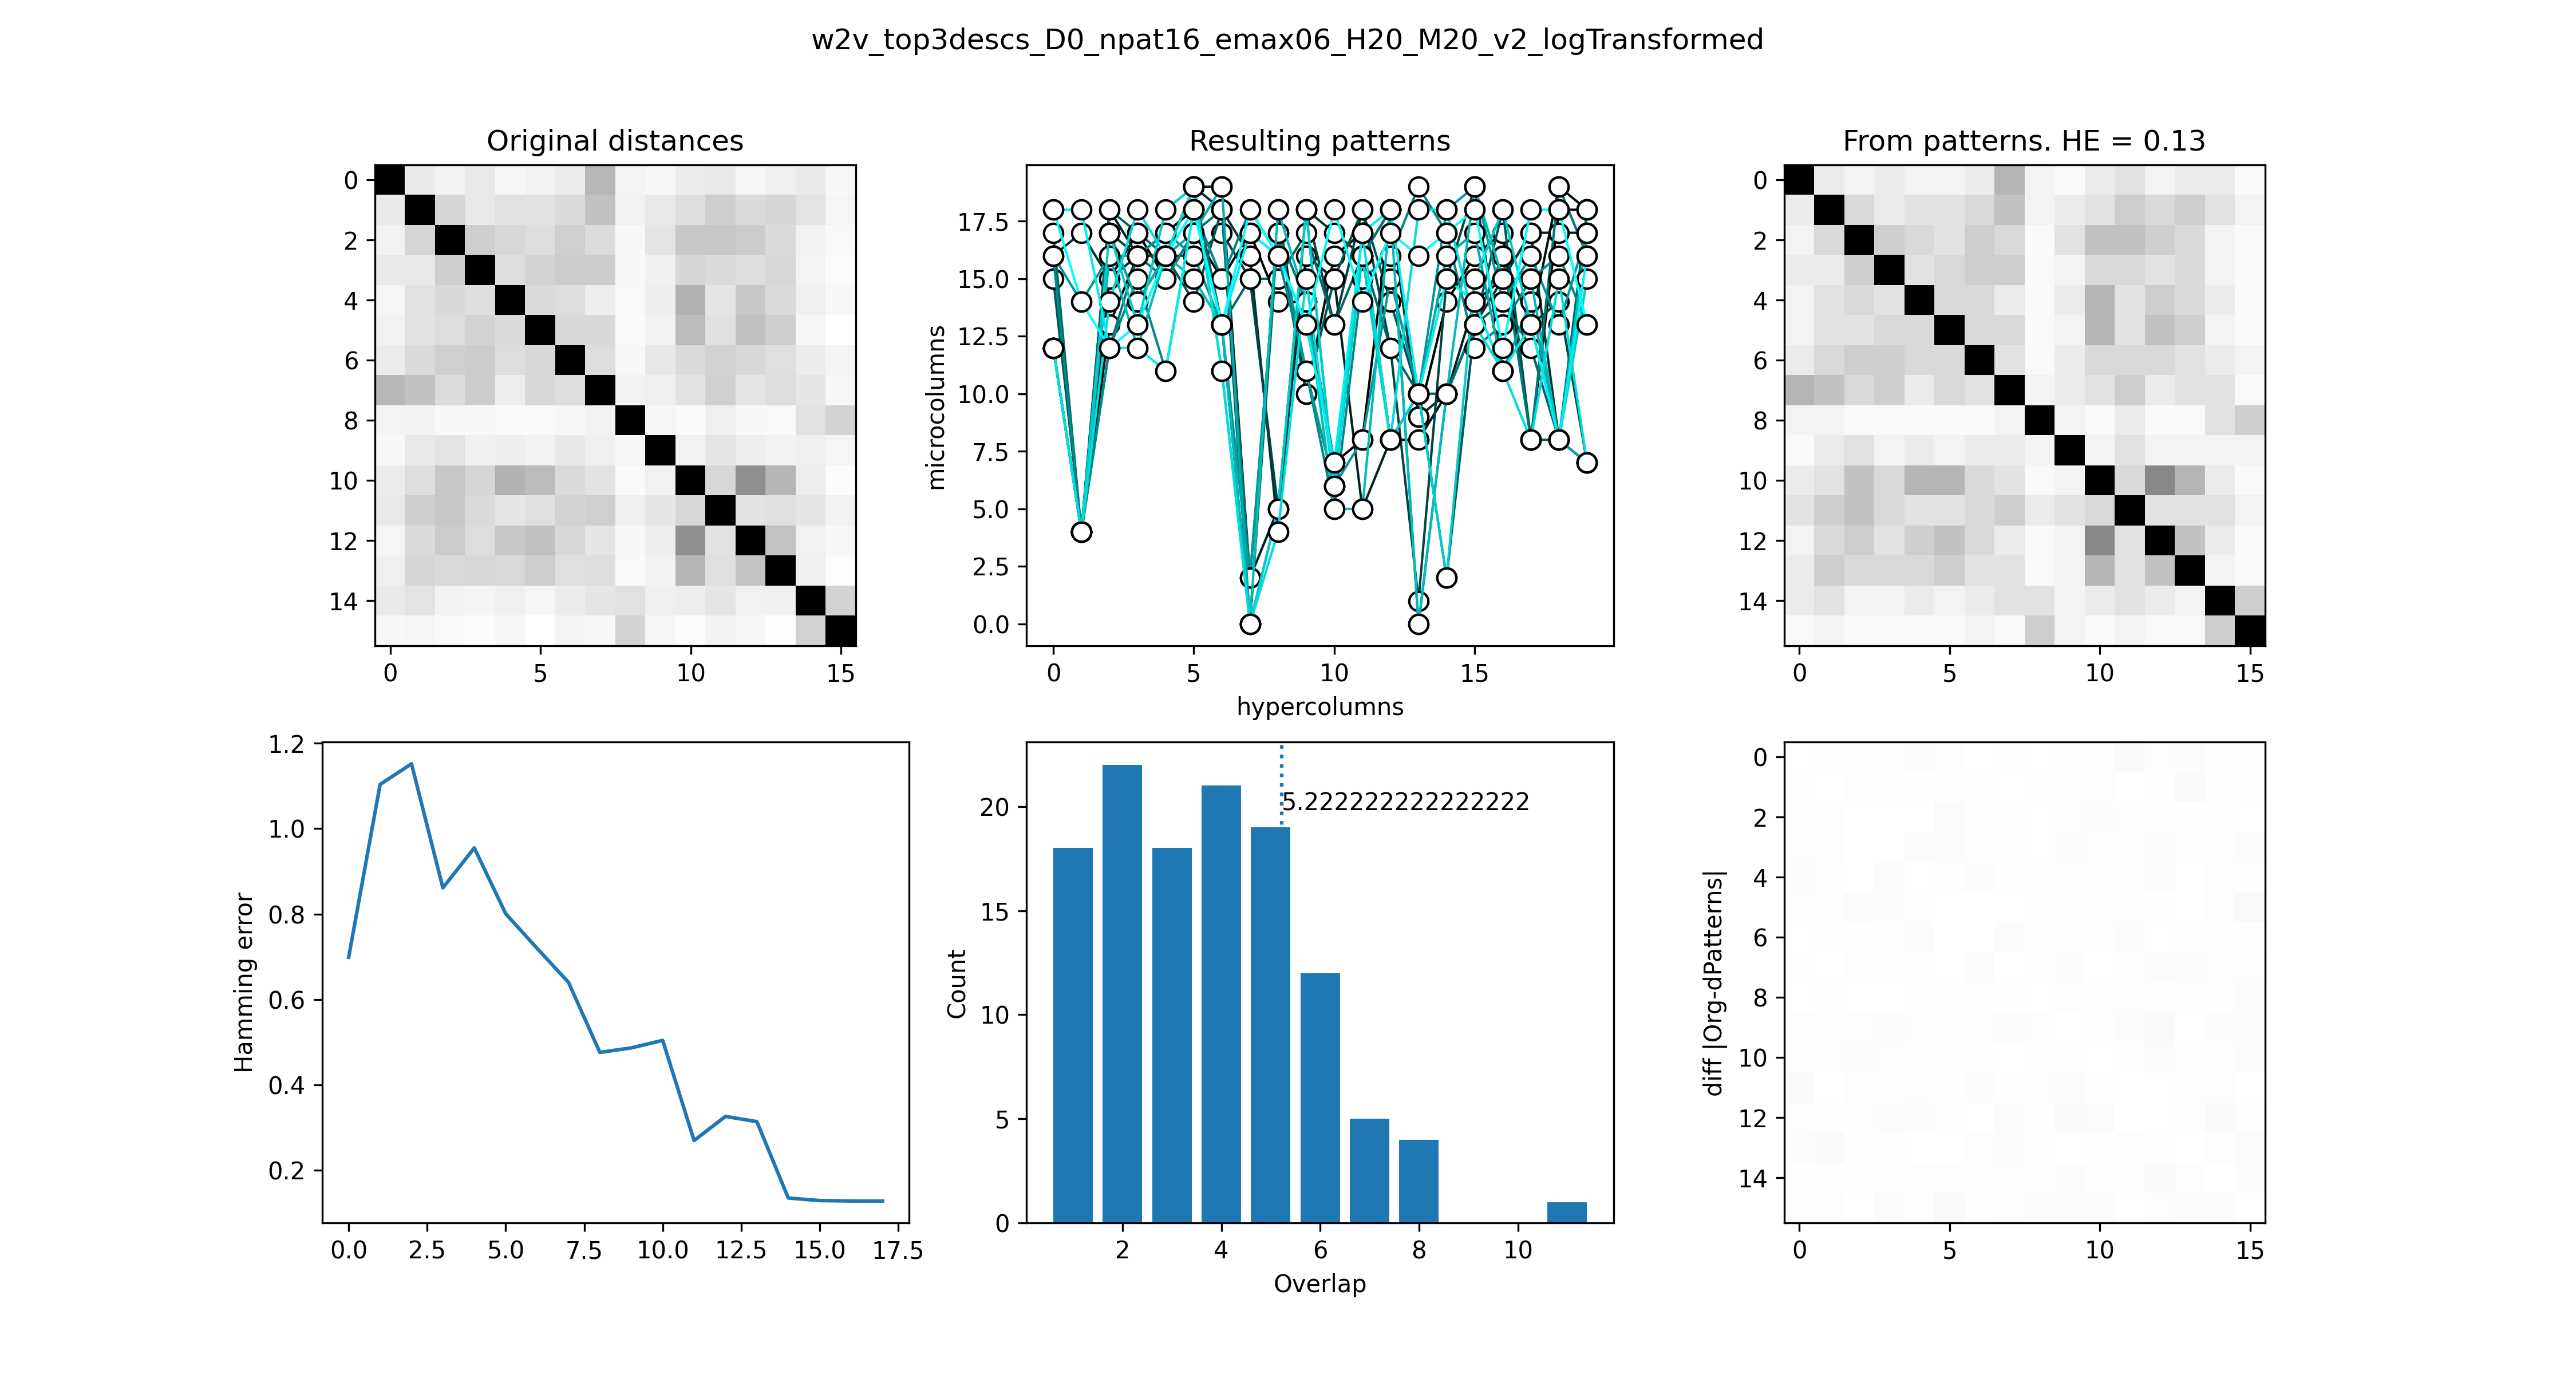 w2v_top3descs_D0_npat16_emax06_H20_M20_v2_logTransformed
Original distances
0
2
4
6
8
10
12
14
0 5 10 15
Resulting patterns
microcolumns
17.5
15.0
12.5
10.0
7.5
5.0
2.5
0.0
0 5 10 15
hypercolumns
From patterns. HE = 0.13
0
2
4
6
8
10
12
14
0 5 10 15
Hamming error
1.2
1.0
0.8
0.6
0.4
0.2
0.0 2.5 5.0 7.5 10.0 12.5 15.0 17.5
Count
20
15
10
5
0
5.222222222222222
2 4 6 8 10
Overlap
diff |Org-dPatterns|
0
2
4
6
8
10
12
14
0 5 10 15